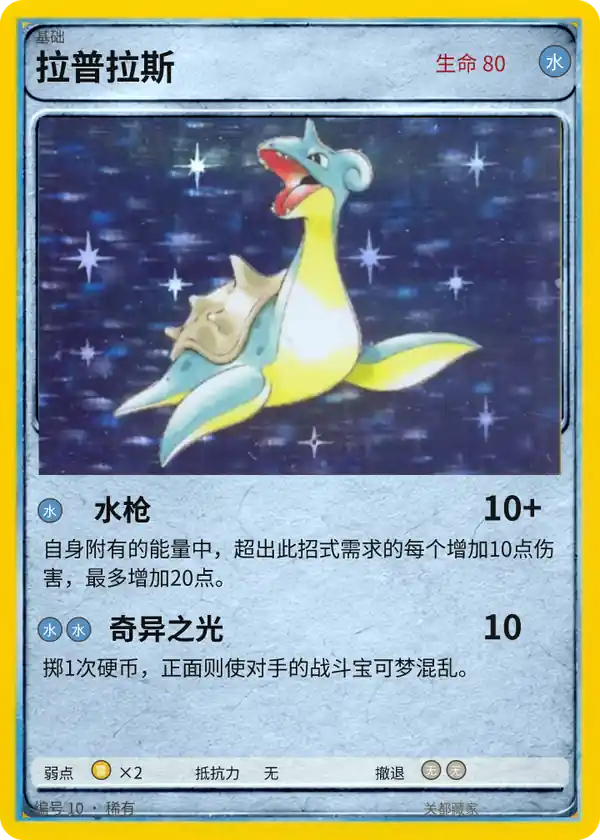 基础
拉普拉斯
生命 80
水
水 水枪 10+
自身附有的能量中，超出此招式需求的每个增加10点伤
害，最多增加20点。
水 水 奇异之光 10
掷1次硬币，正面则使对手的战斗宝可梦混乱。
弱点 ×2 抵抗力 无 撤退 无 无
编号 10 · 稀有
关都藏家